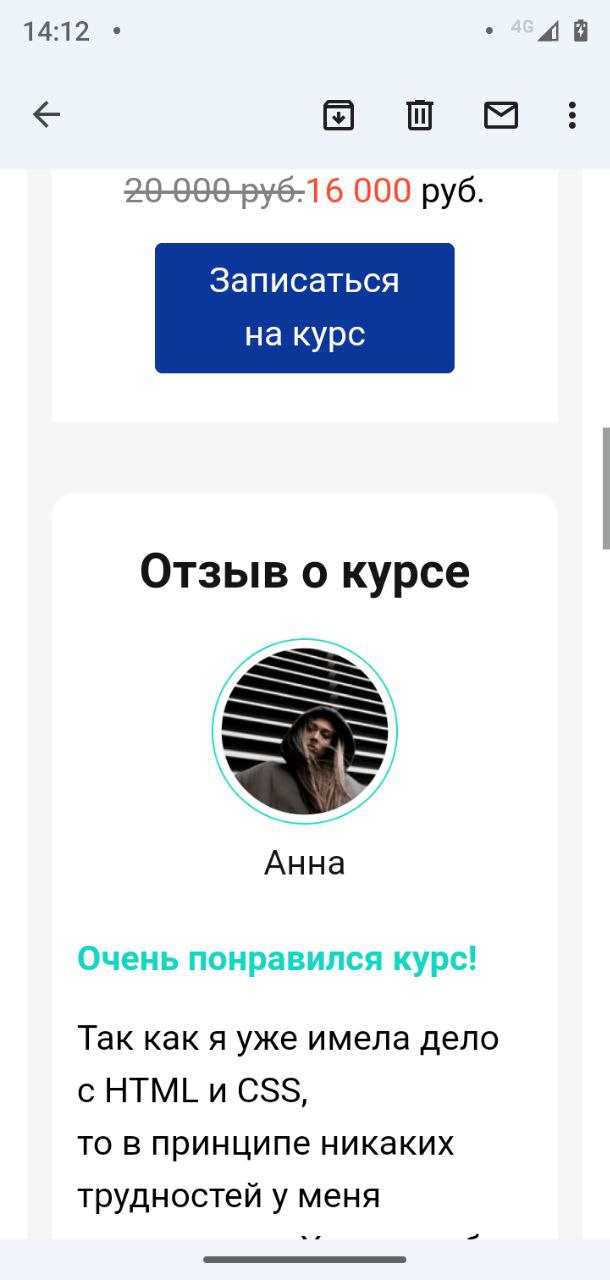 14:12
4G
20 000 руб.16 000 руб.
Записаться
на курс
Отзыв о курсе
Анна
Очень понравился курс!
Так как я уже имела дело
с HTML и CSS,
то в принципе никаких
трудностей у меня